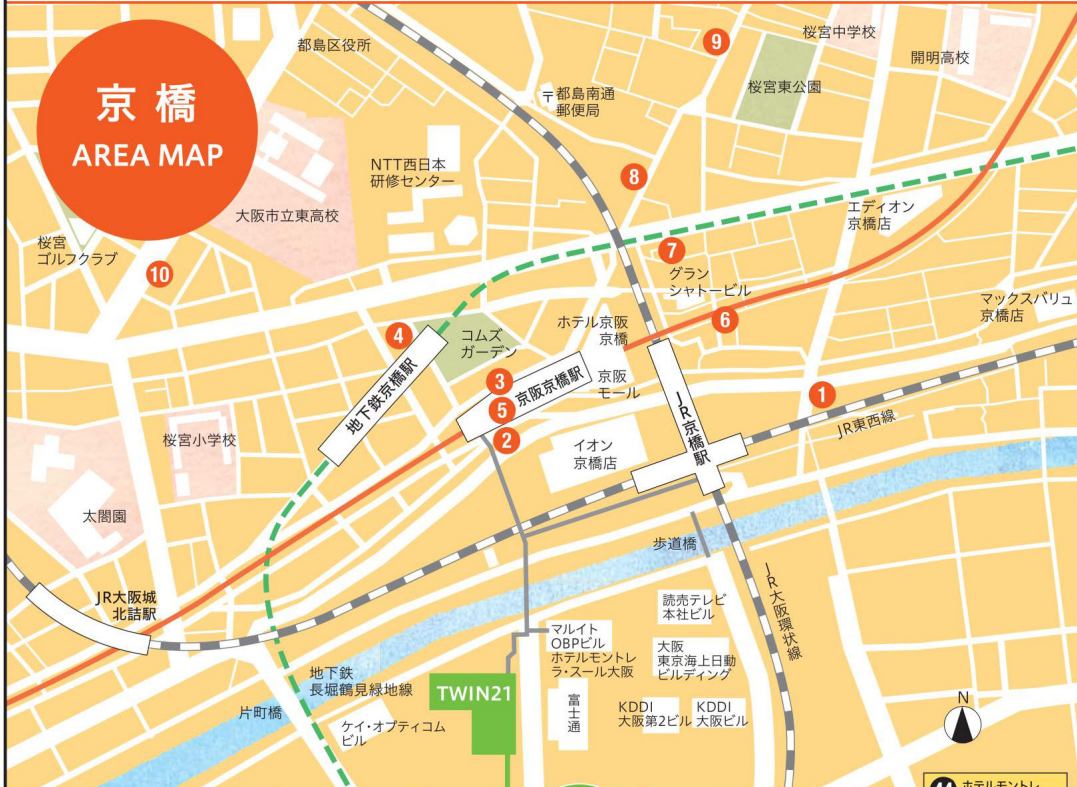 京橋
AREA MAP
都島区役所
9
桜宮中学校
開明高校
桜宮東公園
〒都島南通
郵便局
NTT西日本
研修センター
8
大阪市立東高校
エディオン
京橋店
桜宮
ゴルフクラブ
10
7
グラン
シャトービル
マックスバリュ
京橋店
6
ホテル京阪
京橋
4
コムズ
ガーデン
地下鉄京橋駅
3
京阪京橋駅
京阪
モール
5
2
JR京橋駅
1
JR東西線
イオン
京橋店
桜宮小学校
太閤園
歩道橋
JR大阪環状線
JR大阪城
北詰駅
読売テレビ
本社ビル
マルイト
OBPビル
ホテルモントレ
ラ・スール大阪
大阪
東京海上日動
ビルディング
地下鉄
長堀鶴見緑地線
TWIN21
片町橋
ケイ・オプティコム
ビル
富士通
KDDI
大阪第2ビル
KDDI
大阪ビル
N
ホテルモントレ